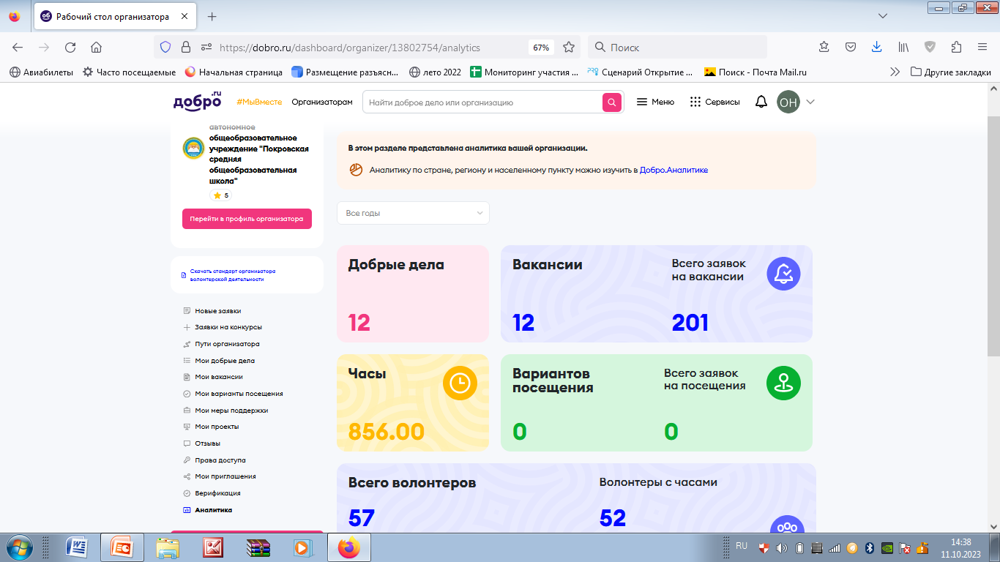 Рабочий стол организатора
https://dobro.ru/dashboard/organizer/13802754/analytics
67%
Поиск
Авиабилеты
Часто посещаемые
Начальная страница
Размещение разъясн...
лето 2022
Мониторинг участия ...
Сценарий Открытие ...
Поиск - Почта Mail.ru
Другие закладки
добро.ru
#МыВместе
Организаторам
Найти доброе дело или организацию
Меню
Сервисы
ОН
автономное
общеобразовательное
учреждение "Покровская
средняя
общеобразовательная
школа"
5
Перейти в профиль организатора
Скачать стандарт организатора
волонтерской деятельности
Новые заявки
Заявки на конкурсы
Пути организатора
Мои добрые дела
Мои вакансии
Мои варианты посещения
Мои меры поддержки
Мои проекты
Отзывы
Права доступа
Мои приглашения
Верификация
Аналитика
В этом разделе представлена аналитика вашей организации.
Аналитику по стране, региону и населенному пункту можно изучить в Добро.Аналитике
Все годы
Добрые дела
12
Вакансии
12
Всего заявок
на вакансии
201
Часы
856.00
Вариантов
посещения
0
Всего заявок
на посещения
0
Всего волонтеров
57
Волонтеры с часами
52
RU
14:38
11.10.2023